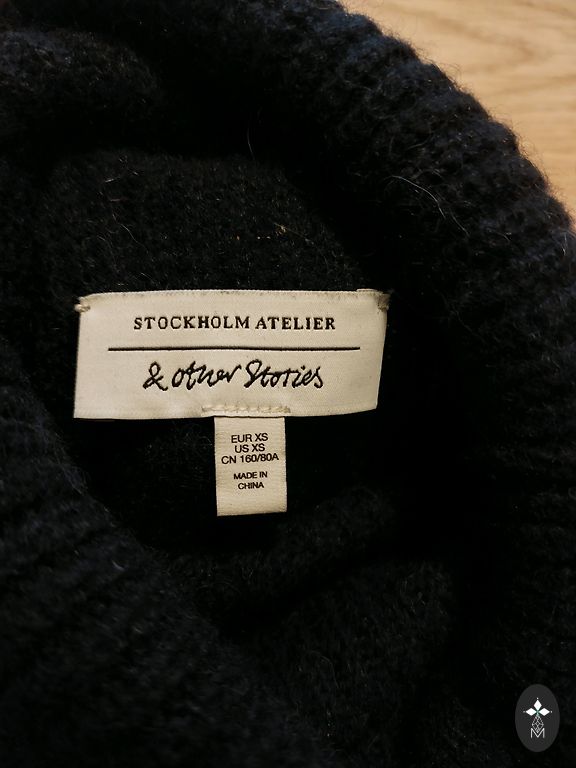 STOCKHOLM ATELIER
& other Stories
EUR XS
US XS
CN 160/80A
MADE IN
CHINA
M